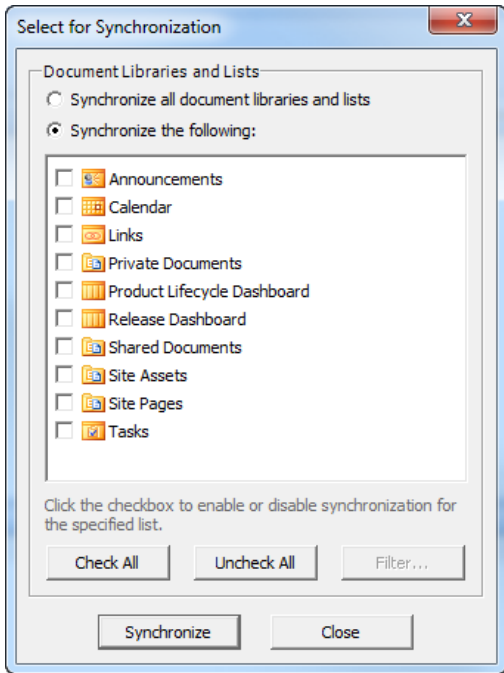 Select for Synchronization
Document Libraries and Lists
Synchronize all document libraries and lists
Synchronize the following:
Announcements
Calendar
Links
Private Documents
Product Lifecycle Dashboard
Release Dashboard
Shared Documents
Site Assets
Site Pages
Tasks
Click the checkbox to enable or disable synchronization for
the specified list.
Check All
Uncheck All
Filter...
Synchronize
Close